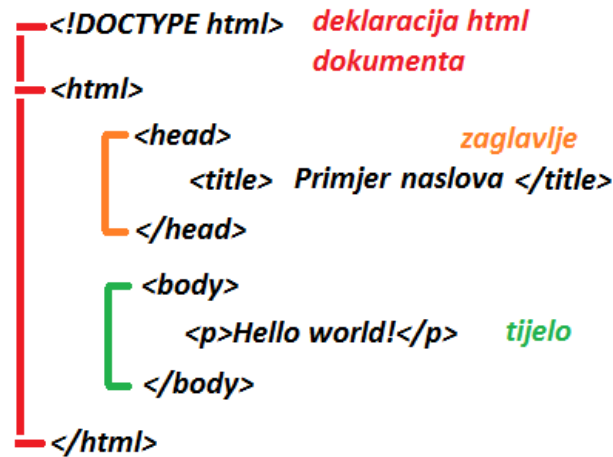 <!DOCTYPE html> deklaracija html
dokumenta
<html>
<head> zaglavlje
<title> Primjer naslova </title>
</head>
<body>
<p>Hello world!</p> tijelo
</body>
</html>